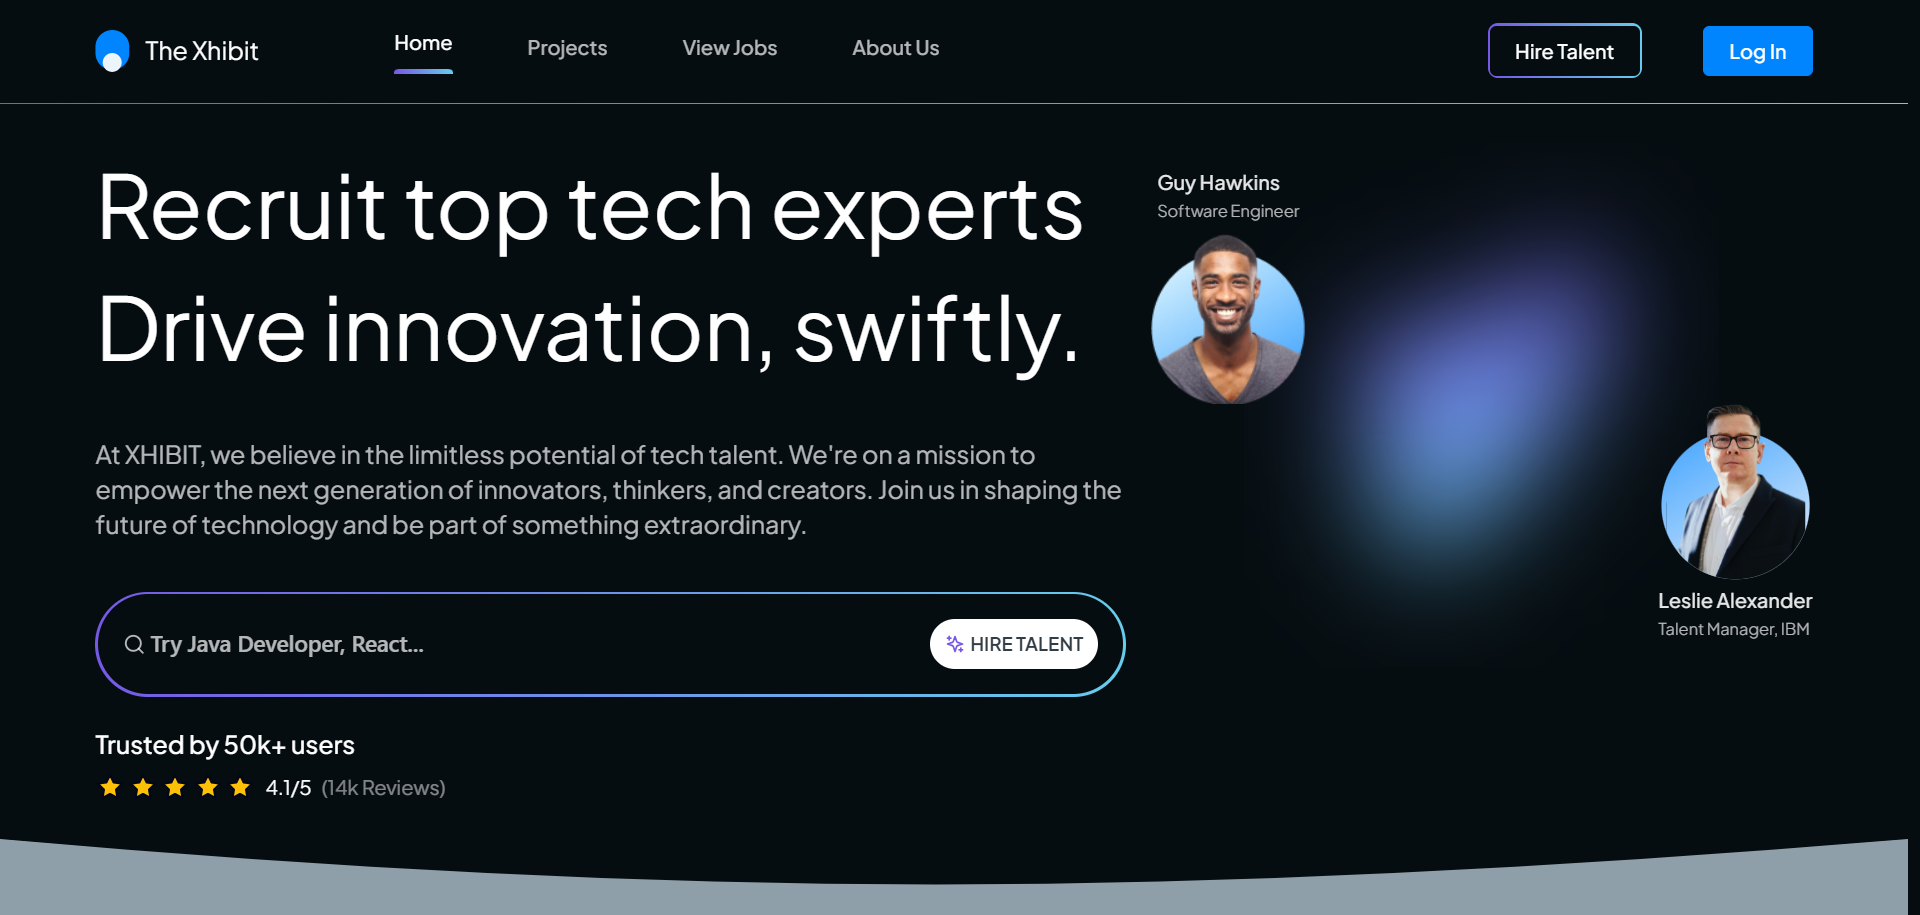 The Xhibit
Home
Projects
View Jobs
About Us
Hire Talent
Log In
Recruit top tech experts
Drive innovation, swiftly.
At XHIBIT, we believe in the limitless potential of tech talent. We're on a mission to
empower the next generation of innovators, thinkers, and creators. Join us in shaping the
future of technology and be part of something extraordinary.
Try Java Developer, React...
HIRE TALENT
Trusted by 50k+ users
4.1/5 (14k Reviews)
Guy Hawkins
Software Engineer
Leslie Alexander
Talent Manager, IBM